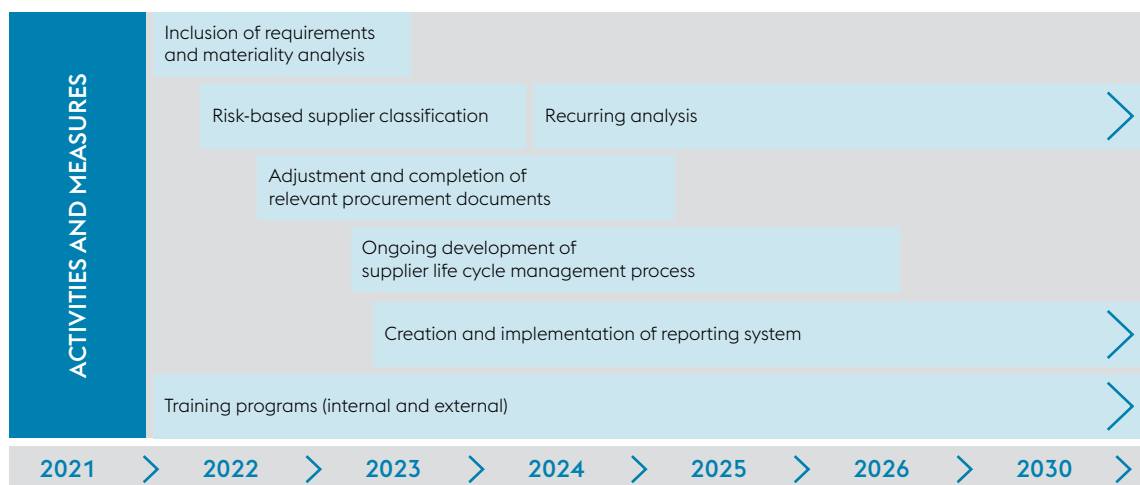 ACTIVITIES AND MEASURES
Inclusion of requirements
and materiality analysis
Risk-based supplier classification
Recurring analysis
Adjustment and completion of
relevant procurement documents
Ongoing development of
supplier life cycle management process
Creation and implementation of reporting system
Training programs (internal and external)
2021 2022 2023 2024 2025 2026 2030